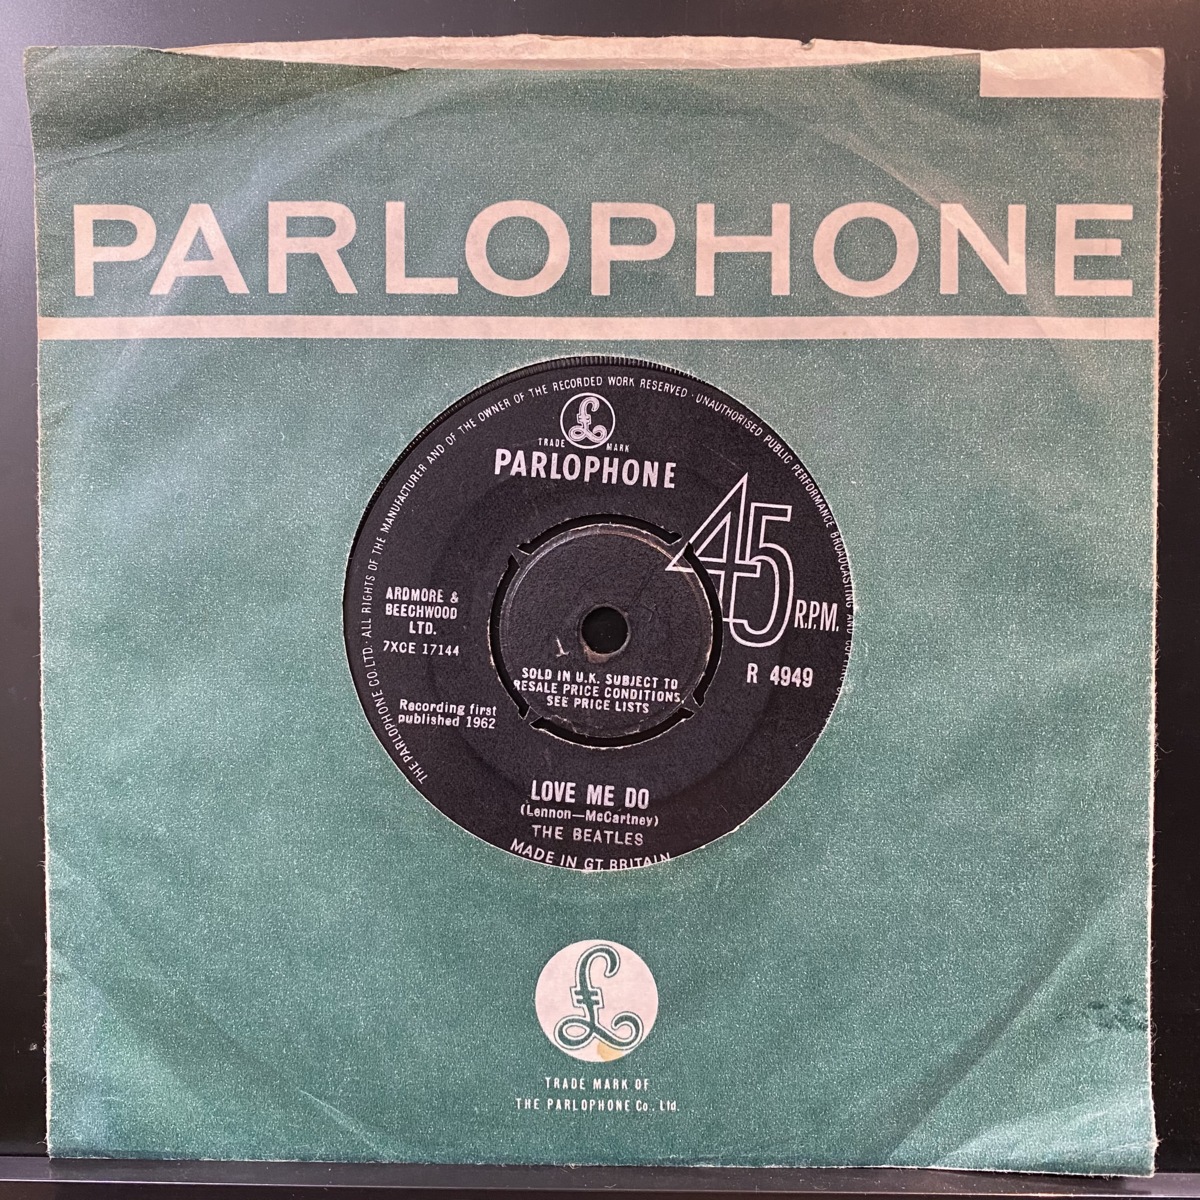 PARLOPHONE
THE PARLOPHONE CO. LTD. · ALL RIGHTS OF THE MANUFACTURER AND OF THE OWNER OF THE RECORDED WORK RESERVED · UNAUTHORISED PUBLIC PERFORMANCE BROADCASTING AND COPYING
£
TRADE MARK
PARLOPHONE
45 R.P.M.
ARDMORE &
BEECHWOOD
LTD.
7XCE 17144
R 4949
SOLD IN U.K. SUBJECT TO
RESALE PRICE CONDITIONS,
SEE PRICE LISTS
Recording first
published 1962
LOVE ME DO
(Lennon—McCartney)
THE BEATLES
MADE IN GT. BRITAIN
£
TRADE MARK OF
THE PARLOPHONE Co., Ltd.